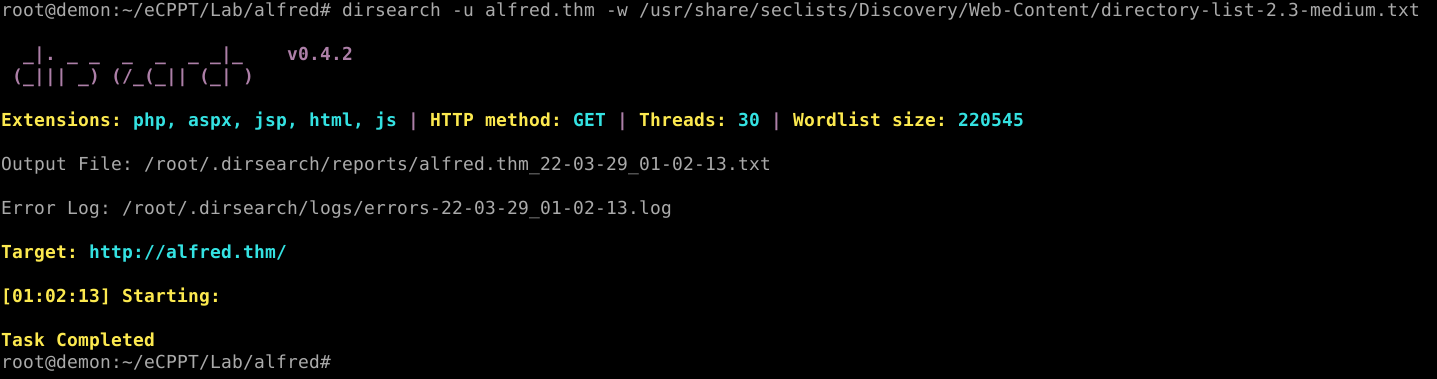 root@demon:~/eCPPT/Lab/alfred# dirsearch -u alfred.thm -w /usr/share/seclists/Discovery/Web-Content/directory-list-2.3-medium.txt
  _|. _ _  _  _  _ _|_    v0.4.2
 (_||| _) (/_(_|| (_| )
Extensions: php, aspx, jsp, html, js | HTTP method: GET | Threads: 30 | Wordlist size: 220545
Output File: /root/.dirsearch/reports/alfred.thm_22-03-29_01-02-13.txt
Error Log: /root/.dirsearch/logs/errors-22-03-29_01-02-13.log
Target: http://alfred.thm/
[01:02:13] Starting:
Task Completed
root@demon:~/eCPPT/Lab/alfred#